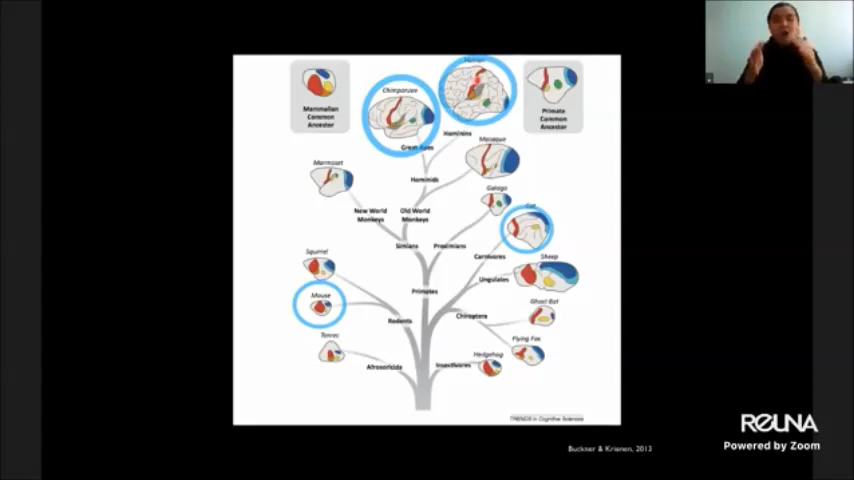 Human
Chimpanzee
Mammalian
Common
Ancestor
Primate
Common
Ancestor
Hominins
Great Apes
Macaque
Marmoset
Hominids
Galago
New World
Monkeys
Old World
Monkeys
Cat
Simians
Prosimians
Squirrel
Carnivores
Sheep
Ungulates
Primates
Mouse
Ghost Bat
Rodents
Chiroptera
Tenrec
Flying Fox
Hedgehog
Afrosoricida
Insectivores
TRENDS in Cognitive Sciences
REUNA
Powered by Zoom
Buckner & Krienen, 2013